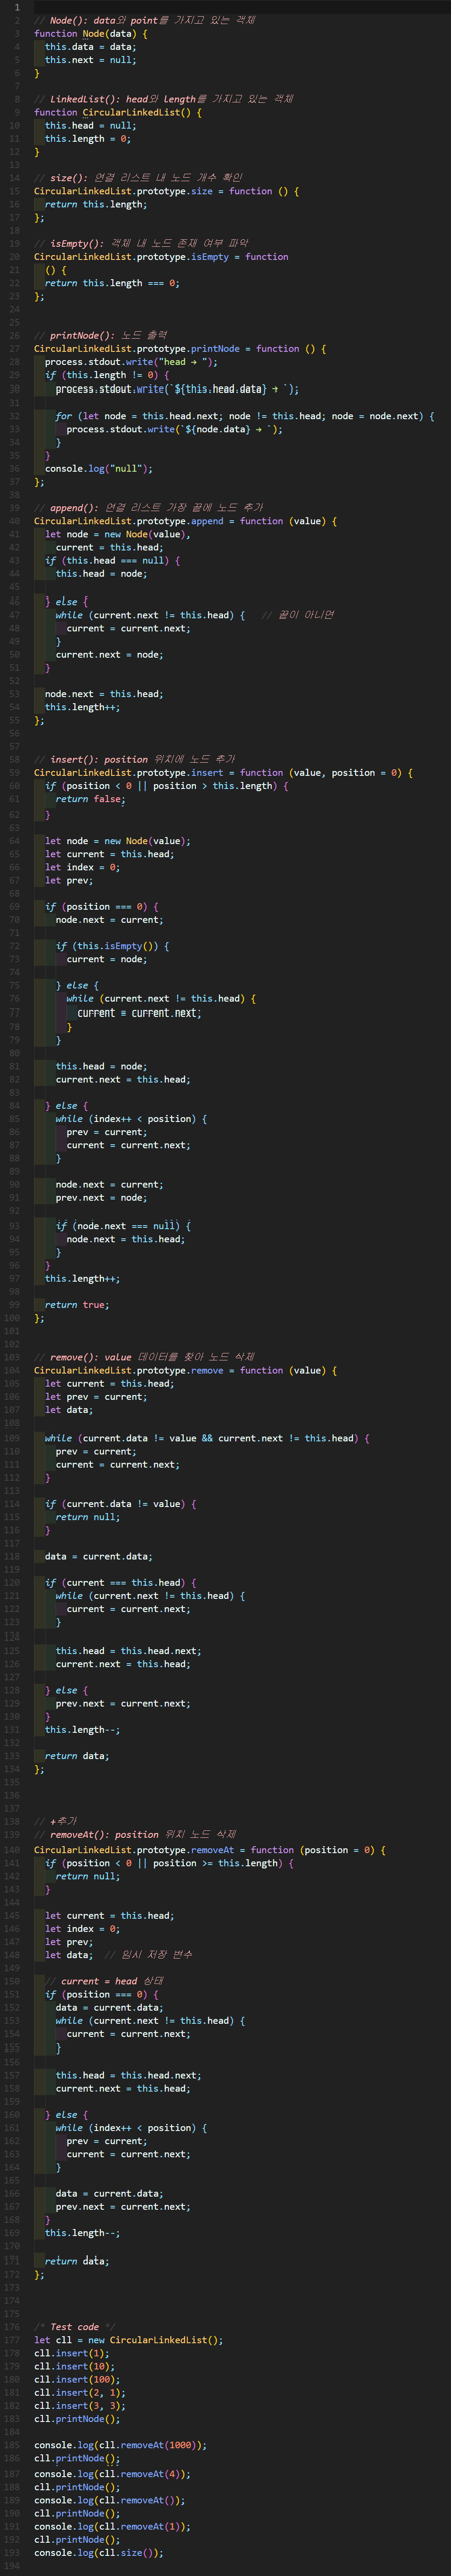 1
2 // Node(): data와 point를 가지고 있는 객체
3 function Node(data) {
4   this.data = data;
5   this.next = null;
6 }
7
8 // LinkedList(): head와 length를 가지고 있는 객체
9 function CircularLinkedList() {
10   this.head = null;
11   this.length = 0;
12 }
13
14 // size(): 연결 리스트 내 노드 개수 확인
15 CircularLinkedList.prototype.size = function () {
16   return this.length;
17 };
18
19 // isEmpty(): 객체 내 노드 존재 여부 파악
20 CircularLinkedList.prototype.isEmpty = function
21   () {
22   return this.length === 0;
23 };
24
25
26 // printNode(): 노드 출력
27 CircularLinkedList.prototype.printNode = function () {
28   process.stdout.write("head → ");
29   if (this.length != 0) {
30     process.stdout.write(`${this.head.data} → `);
31
32     for (let node = this.head.next; node != this.head; node = node.next) {
33       process.stdout.write(`${node.data} → `);
34     }
35   }
36   console.log("null");
37 };
38
39 // append(): 연결 리스트 가장 끝에 노드 추가
40 CircularLinkedList.prototype.append = function (value) {
41   let node = new Node(value),
42     current = this.head;
43   if (this.head === null) {
44     this.head = node;
45
46   } else {
47     while (current.next != this.head) {   // 끝이 아니면
48       current = current.next;
49     }
50     current.next = node;
51   }
52
53   node.next = this.head;
54   this.length++;
55 };
56
57
58 // insert(): position 위치에 노드 추가
59 CircularLinkedList.prototype.insert = function (value, position = 0) {
60   if (position < 0 || position > this.length) {
61     return false;
62   }
63
64   let node = new Node(value);
65   let current = this.head;
66   let index = 0;
67   let prev;
68
69   if (position === 0) {
70     node.next = current;
71
72     if (this.isEmpty()) {
73       current = node;
74
75     } else {
76       while (current.next != this.head) {
77         current = current.next;
78       }
79     }
80
81     this.head = node;
82     current.next = this.head;
83
84   } else {
85     while (index++ < position) {
86       prev = current;
87       current = current.next;
88     }
89
90     node.next = current;
91     prev.next = node;
92
93     if (node.next === null) {
94       node.next = this.head;
95     }
96   }
97   this.length++;
98
99   return true;
100 };
101
102
103 // remove(): value 데이터를 찾아 노드 삭제
104 CircularLinkedList.prototype.remove = function (value) {
105   let current = this.head;
106   let prev = current;
107   let data;
108
109   while (current.data != value && current.next != this.head) {
110     prev = current;
111     current = current.next;
112   }
113
114   if (current.data != value) {
115     return null;
116   }
117
118   data = current.data;
119
120   if (current === this.head) {
121     while (current.next != this.head) {
122       current = current.next;
123     }
124
125     this.head = this.head.next;
126     current.next = this.head;
127
128   } else {
129     prev.next = current.next;
130   }
131   this.length--;
132
133   return data;
134 };
135
136
137
138 // +추가
139 // removeAt(): position 위치 노드 삭제
140 CircularLinkedList.prototype.removeAt = function (position = 0) {
141   if (position < 0 || position >= this.length) {
142     return null;
143   }
144
145   let current = this.head;
146   let index = 0;
147   let prev;
148   let data;  // 임시 저장 변수
149
150   // current = head 상태
151   if (position === 0) {
152     data = current.data;
153     while (current.next != this.head) {
154       current = current.next;
155     }
156
157     this.head = this.head.next;
158     current.next = this.head;
159
160   } else {
161     while (index++ < position) {
162       prev = current;
163       current = current.next;
164     }
165
166     data = current.data;
167     prev.next = current.next;
168   }
169   this.length--;
170
171   return data;
172 };
173
174
175
176 /* Test code */
177 let cll = new CircularLinkedList();
178 cll.insert(1);
179 cll.insert(10);
180 cll.insert(100);
181 cll.insert(2, 1);
182 cll.insert(3, 3);
183 cll.printNode();
184
185 console.log(cll.removeAt(1000));
186 cll.printNode();
187 console.log(cll.removeAt(4));
188 cll.printNode();
189 console.log(cll.removeAt());
190 cll.printNode();
191 console.log(cll.removeAt(1));
192 cll.printNode();
193 console.log(cll.size());
194